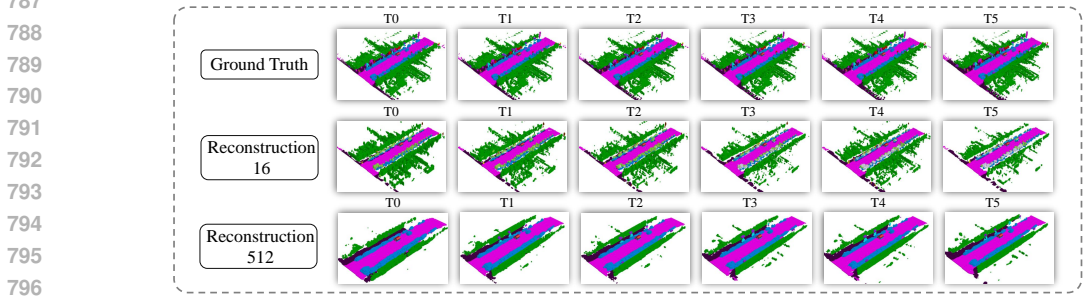 787
788
789
790
791
792
793
794
795
796
T0 T1 T2 T3 T4 T5
Ground Truth
T0 T1 T2 T3 T4 T5
Reconstruction
16
T0 T1 T2 T3 T4 T5
Reconstruction
512